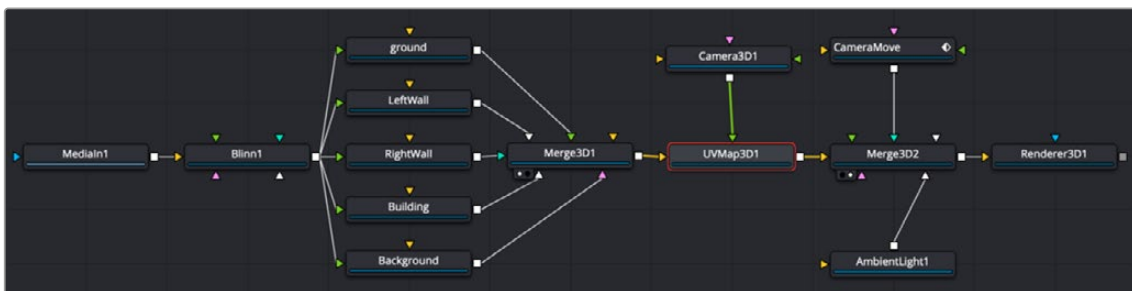 ground
Camera3D1
CameraMove
LeftWall
MediaIn1
Blinn1
RightWall
Merge3D1
UVMap3D1
Merge3D2
Renderer3D1
Building
Background
AmbientLight1